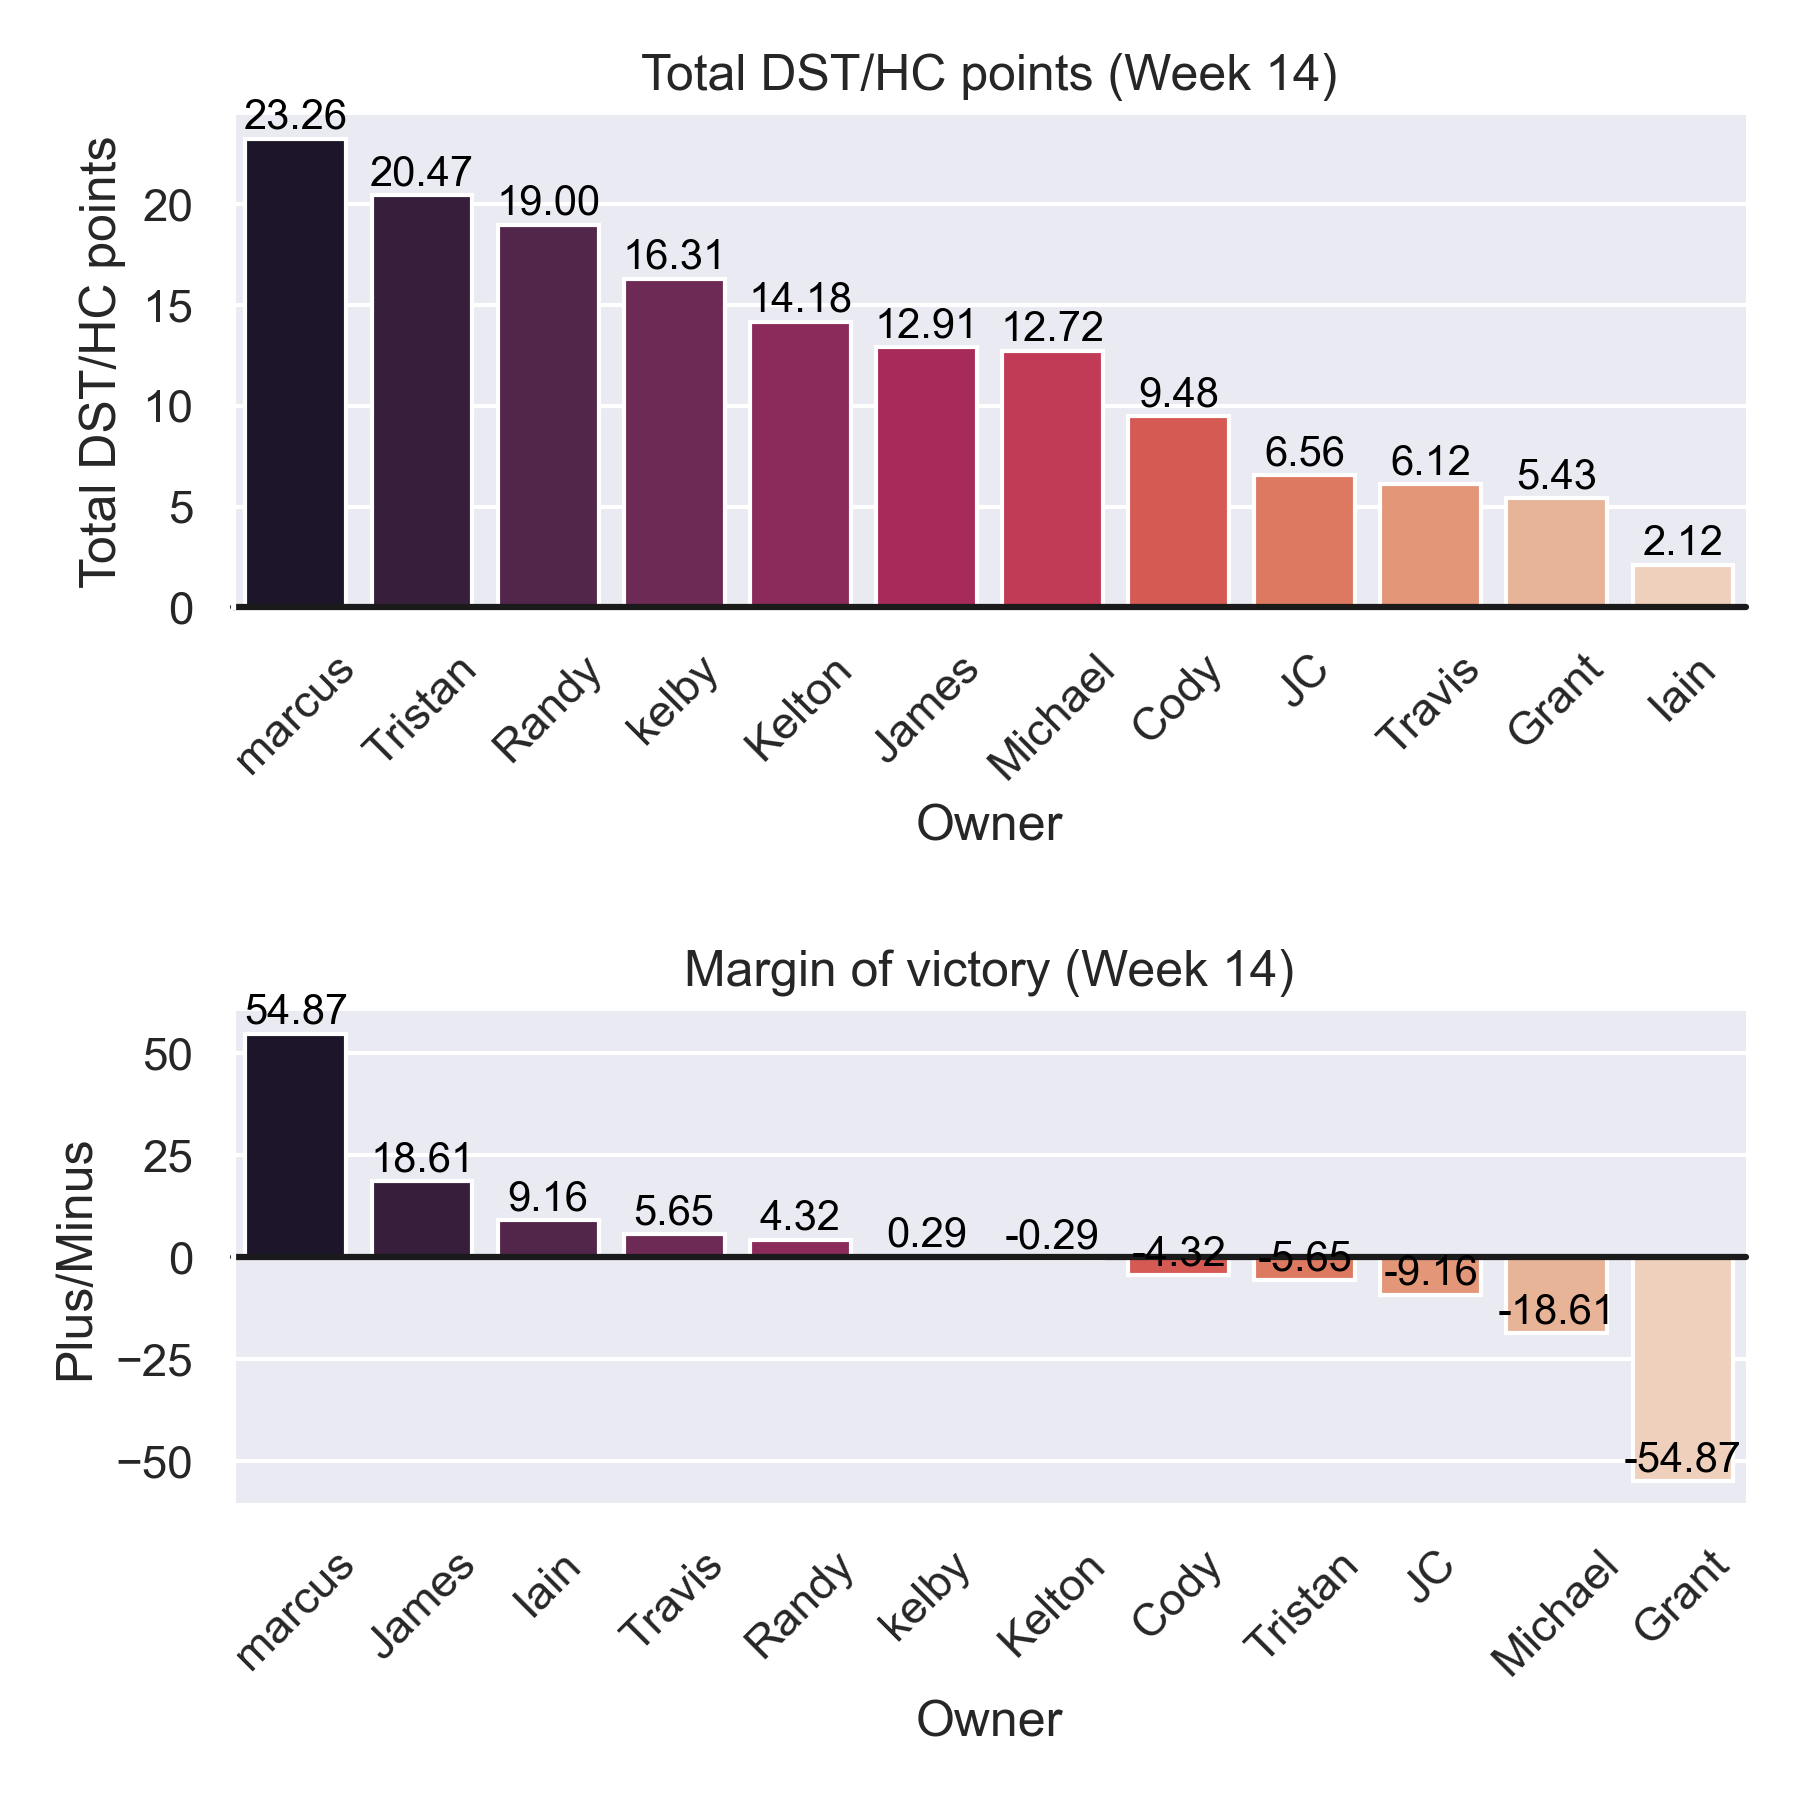 Total DST/HC points (Week 14)
Total DST/HC points
20
15
10
5
0
23.26
20.47
19.00
16.31
14.18
12.91
12.72
9.48
6.56
6.12
5.43
2.12
marcus
Tristan
Randy
kelby
Kelton
James
Michael
Cody
JC
Travis
Grant
Iain
Owner
Margin of victory (Week 14)
Plus/Minus
50
25
0
−25
−50
54.87
18.61
9.16
5.65
4.32
0.29
-0.29
-4.32
-5.65
-9.16
-18.61
-54.87
marcus
James
Iain
Travis
Randy
kelby
Kelton
Cody
Tristan
JC
Michael
Grant
Owner